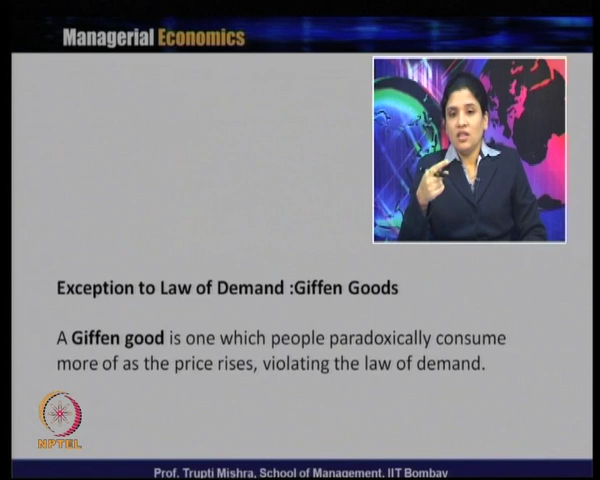 Managerial Economics
Exception to Law of Demand :Giffen Goods
A Giffen good is one which people paradoxically consume
more of as the price rises, violating the law of demand.
NPTEL
Prof. Trupti Mishra, School of Management, IIT Bombay